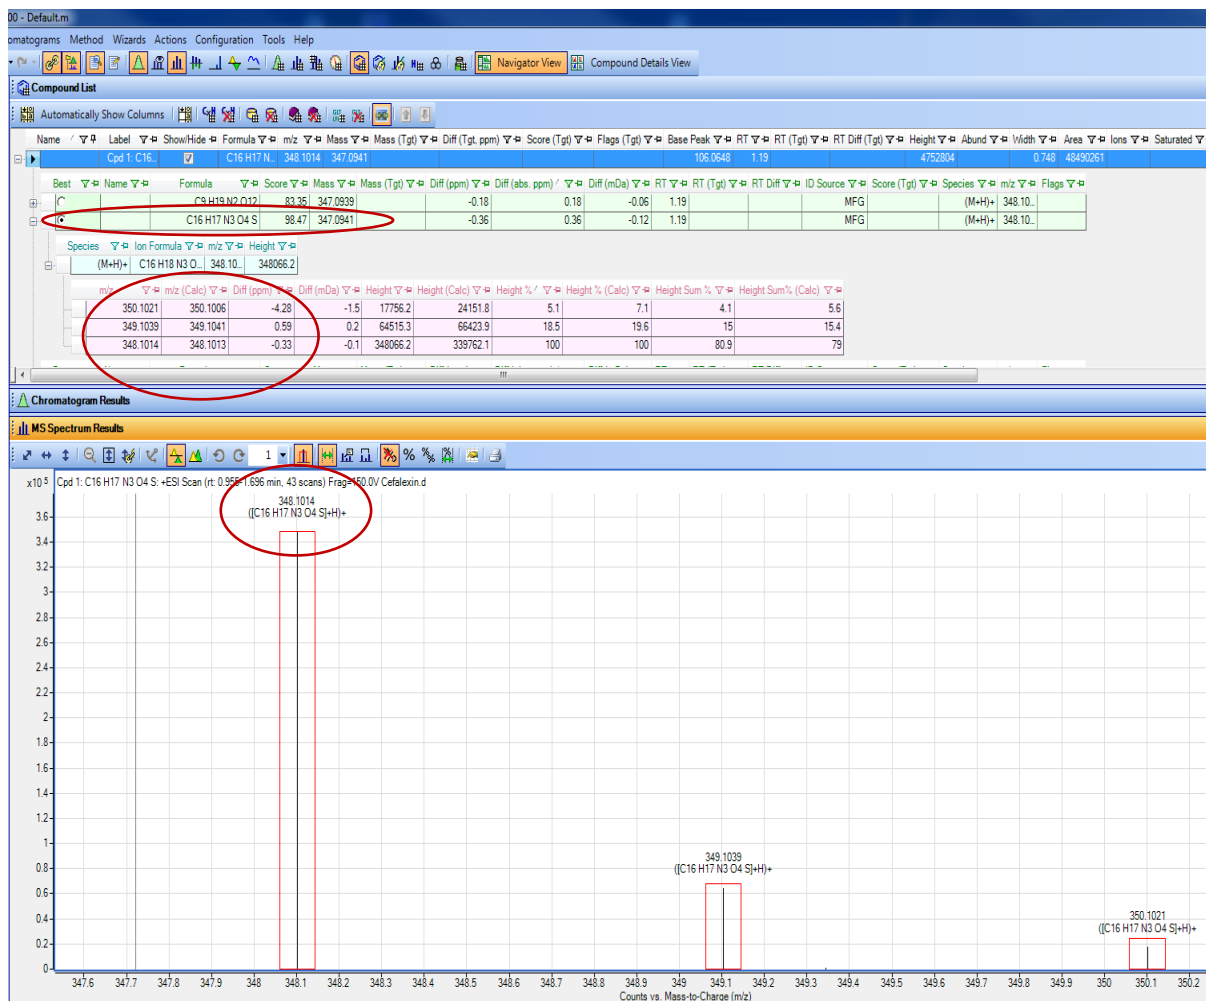 00 - Default.m
omatograms Method Wizards Actions Configuration Tools Help
Navigator View Compound Details View
Compound List
Automatically Show Columns
Name Label Show/Hide Formula m/z Mass Mass (Tgt) Diff (Tgt, ppm) Score (Tgt) Flags (Tgt) Base Peak RT RT (Tgt) RT Diff (Tgt) Height Abund Width Area Ions Saturated
Cpd 1: C16... C16 H17 N... 348.1014 347.0941 106.0648 1.19 4752804 0.748 48490261
Best Name Formula Score Mass Mass (Tgt) Diff (ppm) Diff (abs. ppm) Diff (mDa) RT RT (Tgt) RT Diff ID Source Score (Tgt) Species m/z Flags
C9 H19 N2 O12 83.35 347.0939 -0.18 0.18 -0.06 1.19 MFG (M+H)+ 348.10...
C16 H17 N3 O4 S 98.47 347.0941 -0.36 0.36 -0.12 1.19 MFG (M+H)+ 348.10...
Species Ion Formula m/z Height
(M+H)+ C16 H18 N3 O... 348.10... 348066.2
m/z m/z (Calc) Diff (ppm) Diff (mDa) Height Height (Calc) Height % Height % (Calc) Height Sum % Height Sum% (Calc)
350.1021 350.1006 -4.28 -1.5 17756.2 24151.8 5.1 7.1 4.1 5.6
349.1039 349.1041 0.59 0.2 64515.3 66423.9 18.5 19.6 15 15.4
348.1014 348.1013 -0.33 -0.1 348066.2 339762.1 100 100 80.9 79
Chromatogram Results
MS Spectrum Results
1 % %
x10 5 Cpd 1: C16 H17 N3 O4 S: +ESI Scan (rt: 0.955-1.696 min, 43 scans) Frag=150.0V Cefalexin.d
348.1014
([C16 H17 N3 O4 S]+H)+
3.6
3.4
3.2
3
2.8
2.6
2.4
2.2
2
1.8
1.6
1.4
1.2
1
349.1039
0.8 ([C16 H17 N3 O4 S]+H)+
0.6
0.4 350.1021
([C16 H17 N3 O4 S]+H)+
0.2
0
347.6 347.7 347.8 347.9 348 348.1 348.2 348.3 348.4 348.5 348.6 348.7 348.8 348.9 349 349.1 349.2 349.3 349.4 349.5 349.6 349.7 349.8 349.9 350 350.1 350.2
Counts vs. Mass-to-Charge (m/z)